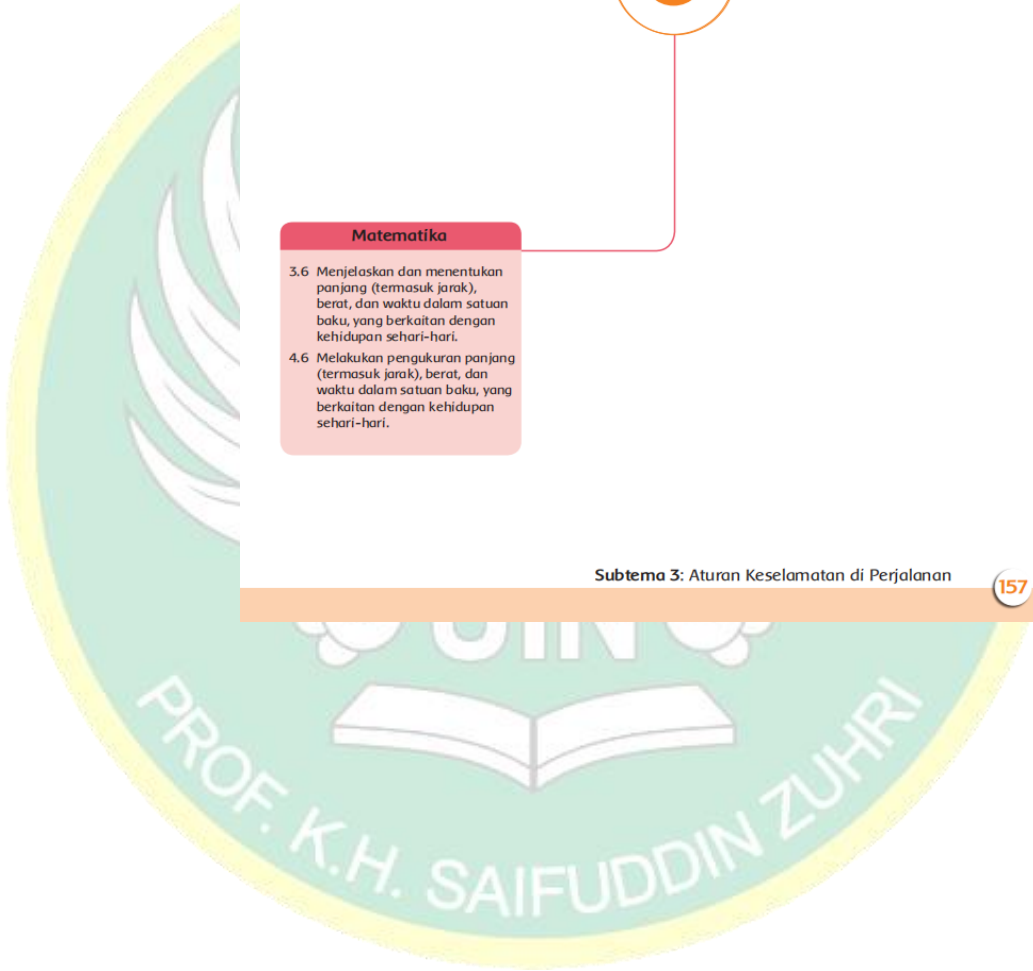 Matematika
3.6 Menjelaskan dan menentukan
panjang (termasuk jarak),
berat, dan waktu dalam satuan
baku, yang berkaitan dengan
kehidupan sehari-hari.
4.6 Melakukan pengukuran panjang
(termasuk jarak), berat, dan
waktu dalam satuan baku, yang
berkaitan dengan kehidupan
sehari-hari.
Subtema 3: Aturan Keselamatan di Perjalanan
157
UIN
PROF. K.H. SAIFUDDIN ZUHRI